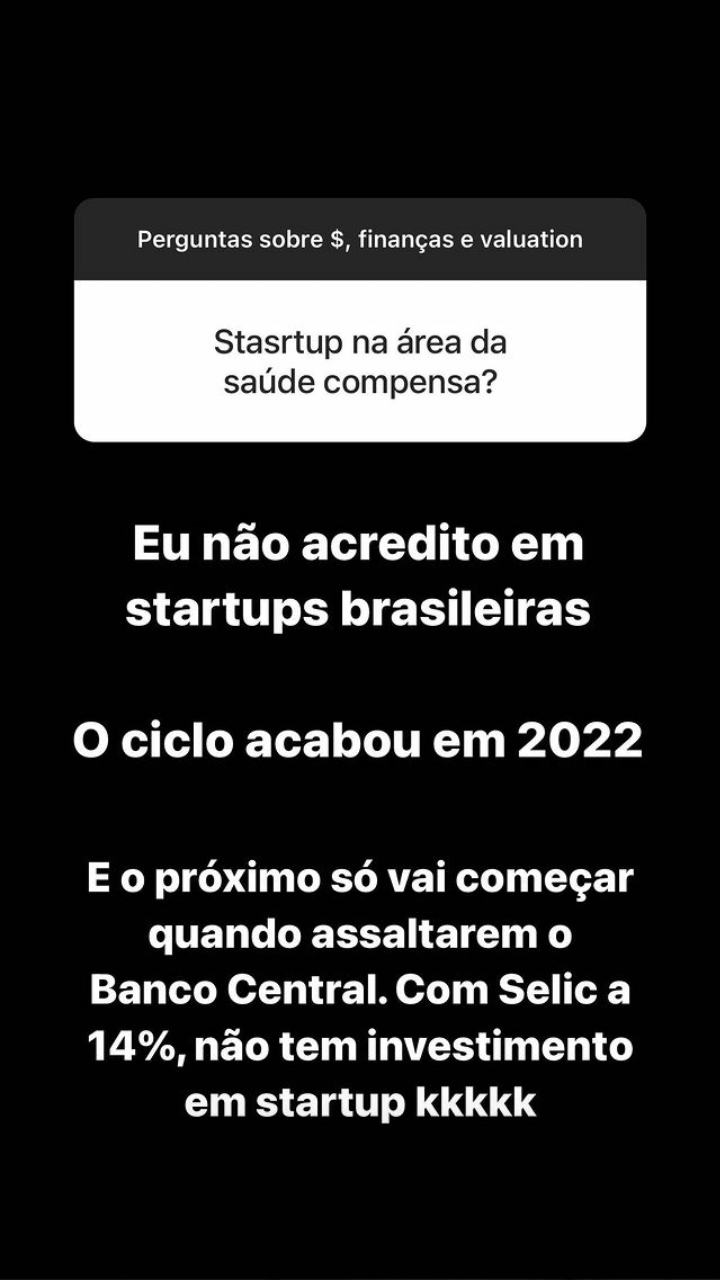 Perguntas sobre $, finanças e valuation
Stasrtup na área da
saúde compensa?
Eu não acredito em
startups brasileiras
O ciclo acabou em 2022
E o próximo só vai começar
quando assaltarem o
Banco Central. Com Selic a
14%, não tem investimento
em startup kkkkk